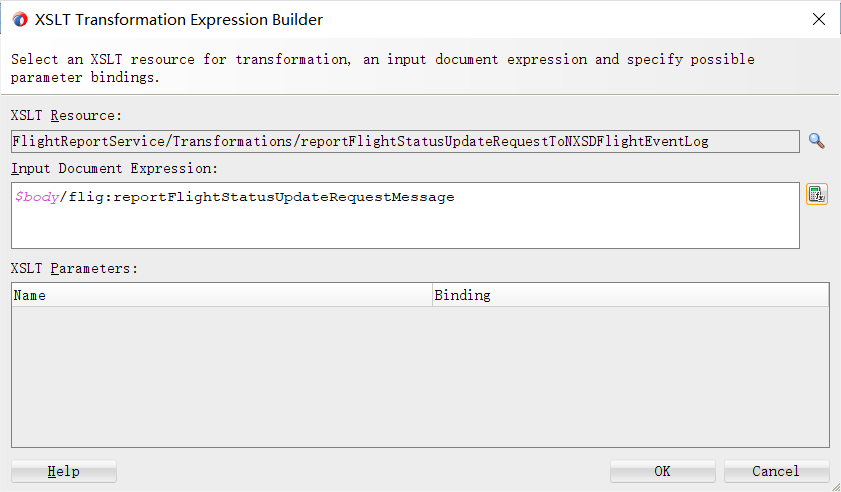 XSLT Transformation Expression Builder
Select an XSLT resource for transformation, an input document expression and specify possible
parameter bindings.
XSLT Resource:
FlightReportService/Transformations/reportFlightStatusUpdateRequestToNXSDFlightEventLog
Input Document Expression:
$body/flig:reportFlightStatusUpdateRequestMessage
XSLT Parameters:
Name Binding
Help OK Cancel